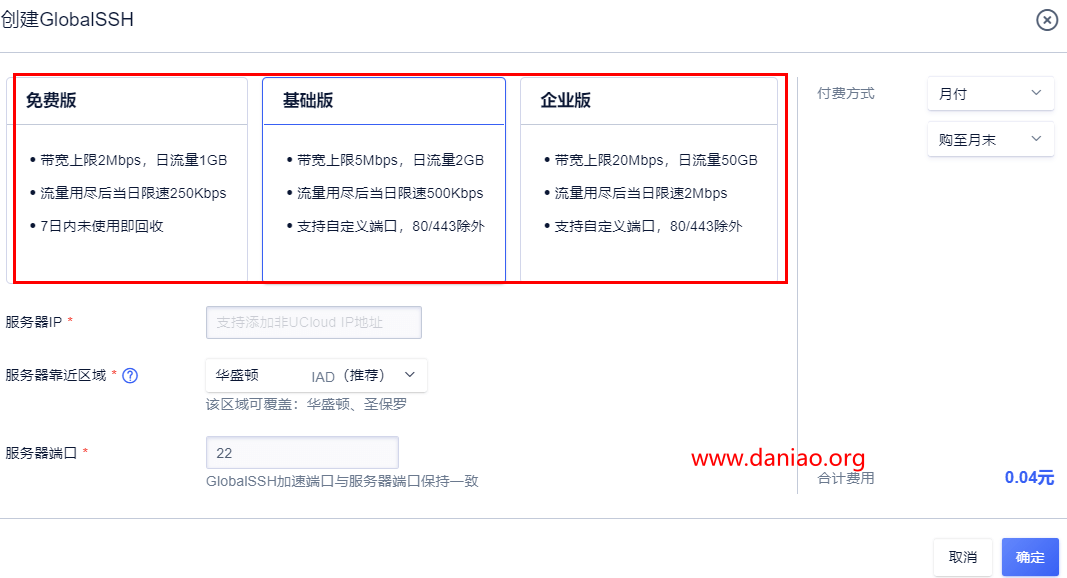 创建GlobalSSH
免费版
• 带宽上限2Mbps，日流量1GB
• 流量用尽后当日限速250Kbps
• 7日内未使用即回收
基础版
• 带宽上限5Mbps，日流量2GB
• 流量用尽后当日限速500Kbps
• 支持自定义端口，80/443除外
企业版
• 带宽上限20Mbps，日流量50GB
• 流量用尽后当日限速2Mbps
• 支持自定义端口，80/443除外
付费方式 月付
购至月末
服务器IP * 支持添加非UCloud IP地址
服务器靠近区域 * ? 华盛顿 IAD（推荐）
该区域可覆盖：华盛顿、圣保罗
服务器端口 * 22
GlobalSSH加速端口与服务器端口保持一致
www.daniao.org
合计费用 0.04元
取消 确定